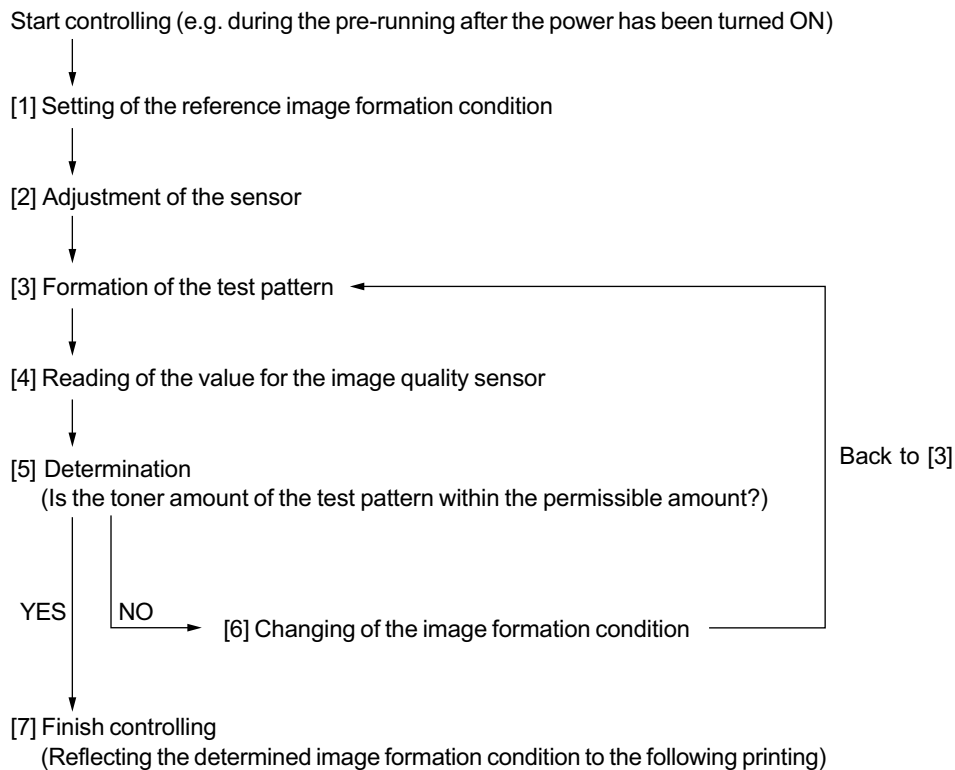 Start controlling (e.g. during the pre-running after the power has been turned ON)
[1] Setting of the reference image formation condition
[2] Adjustment of the sensor
[3] Formation of the test pattern
[4] Reading of the value for the image quality sensor
Back to [3]
[5] Determination
(Is the toner amount of the test pattern within the permissible amount?)
YES
NO
[6] Changing of the image formation condition
[7] Finish controlling
(Reflecting the determined image formation condition to the following printing)